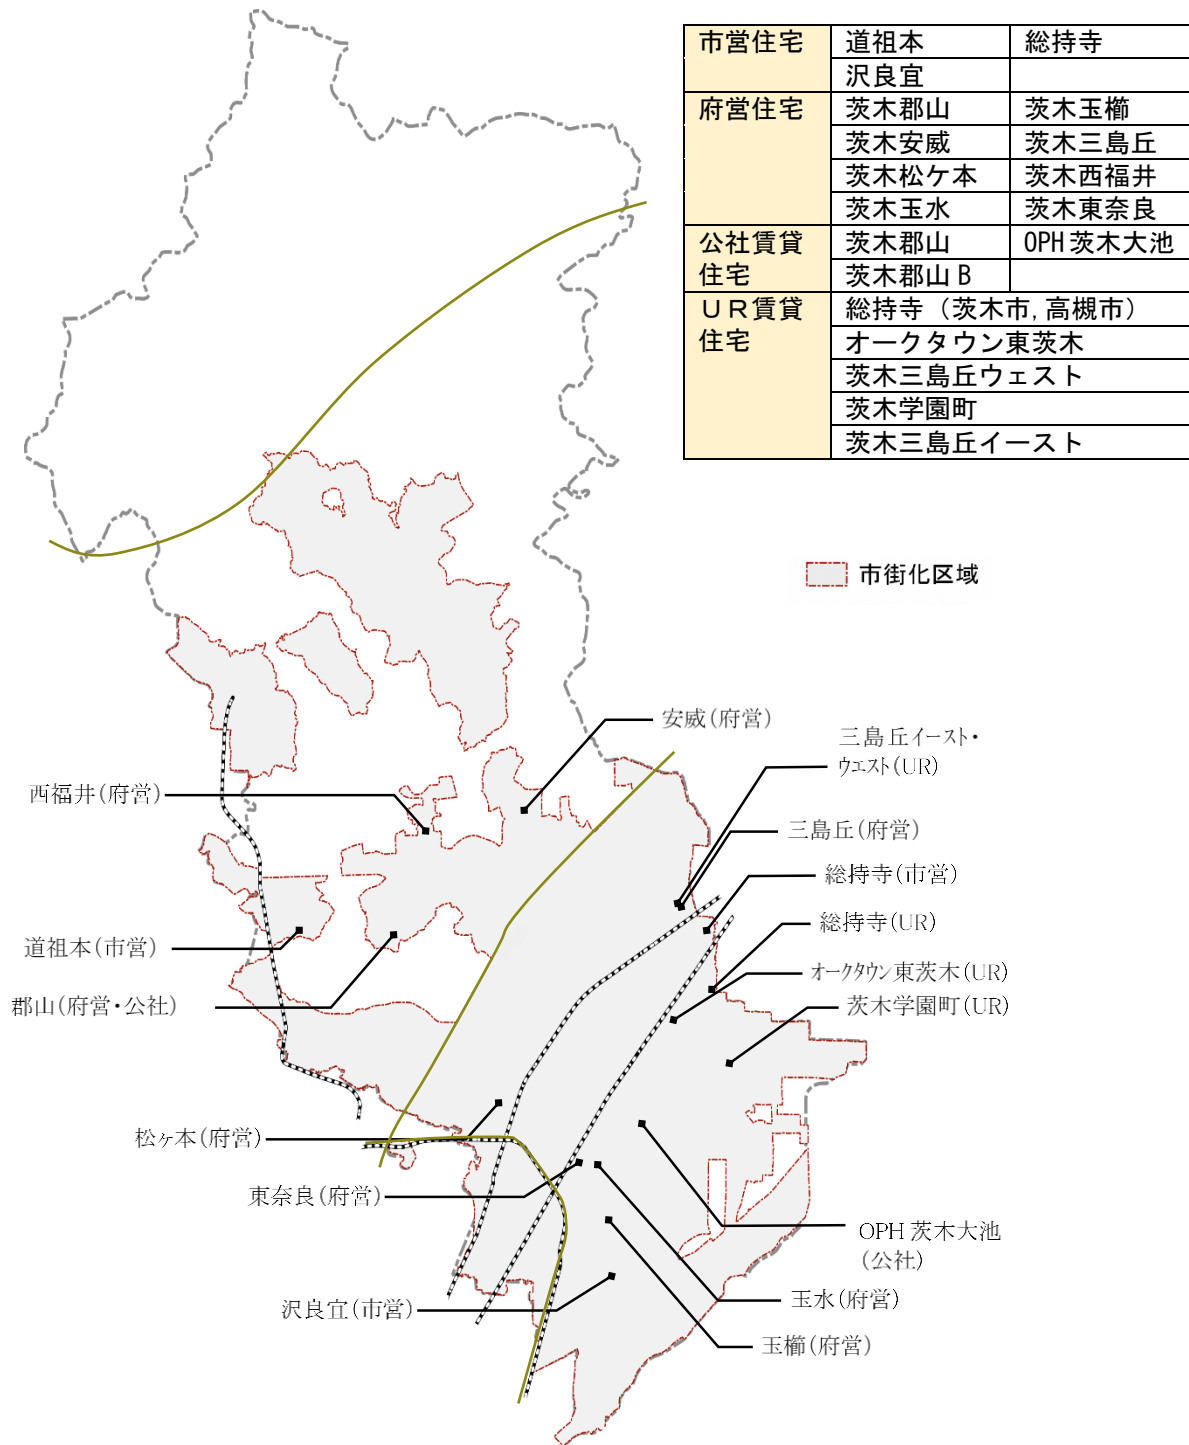 市営住宅 道祖本 総持寺
沢良宜
府営住宅 茨木郡山 茨木玉櫛
茨木安威 茨木三島丘
茨木松ケ本 茨木西福井
茨木玉水 茨木東奈良
公社賃貸 茨木郡山 OPH茨木大池
住宅 茨木郡山B
UR賃貸 総持寺（茨木市,高槻市）
住宅 オークタウン東茨木
茨木三島丘ウェスト
茨木学園町
茨木三島丘イースト
市街化区域
安威(府営)
三島丘イースト・
ウエスト(UR)
西福井(府営)
三島丘(府営)
総持寺(市営)
総持寺(UR)
道祖本(市営)
オークタウン東茨木(UR)
郡山(府営・公社)
茨木学園町(UR)
松ヶ本(府営)
東奈良(府営)
OPH 茨木大池
(公社)
沢良宜(市営)
玉水(府営)
玉櫛(府営)